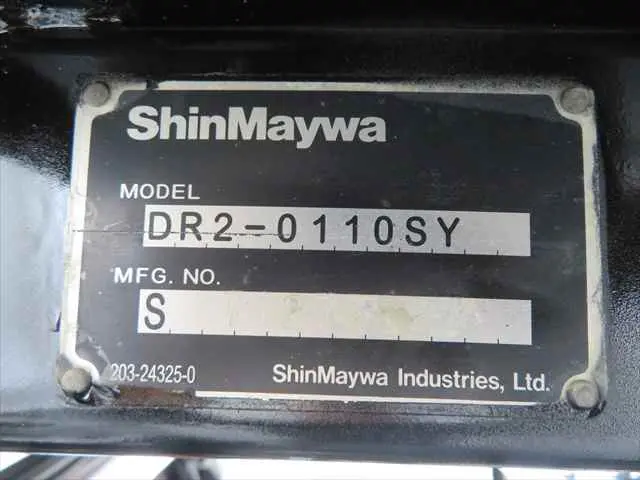 ShinMaywa
MODEL
DR2-0110SY
MFG. NO.
S
203-24325-0
ShinMaywa Industries, Ltd.